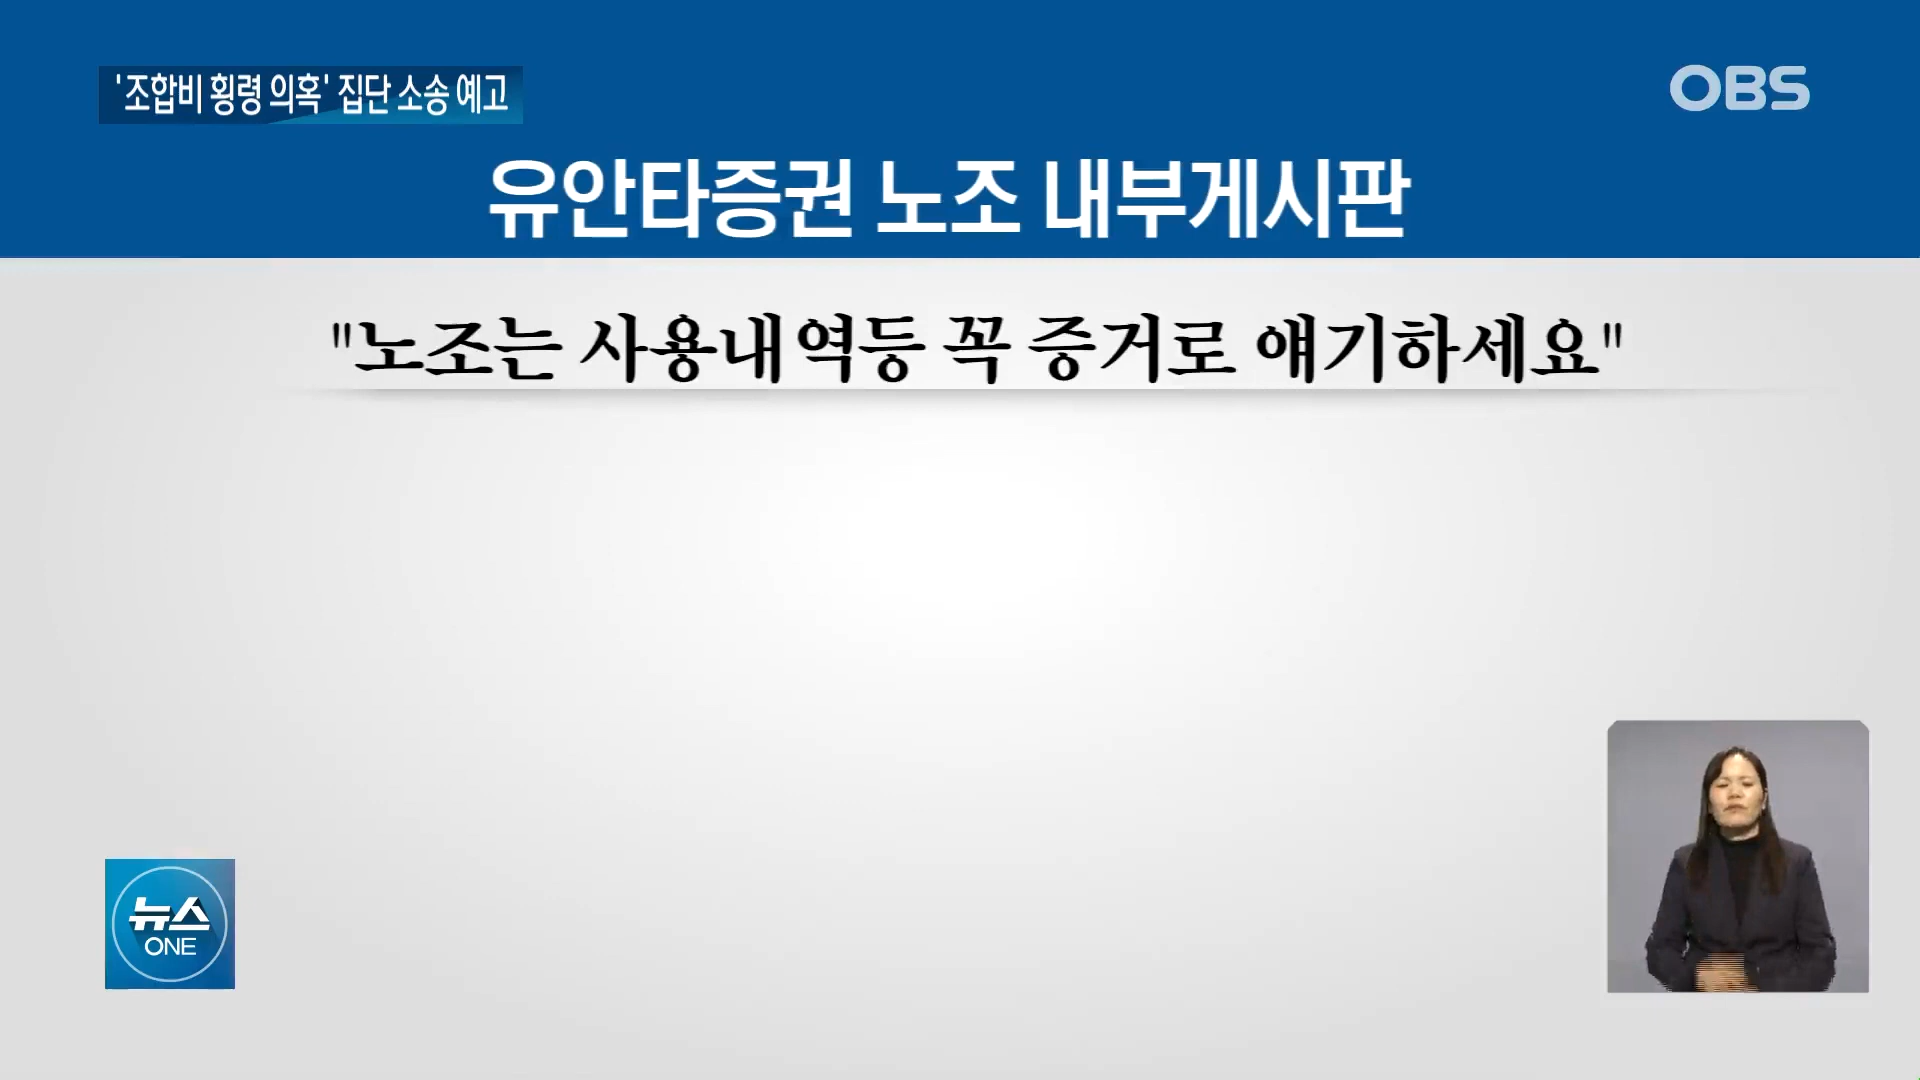 '조합비 횡령 의혹' 집단 소송 예고
OBS
유안타증권 노조 내부게시판
"노조는 사용내역등 꼭 증거로 얘기하세요"
뉴스
ONE